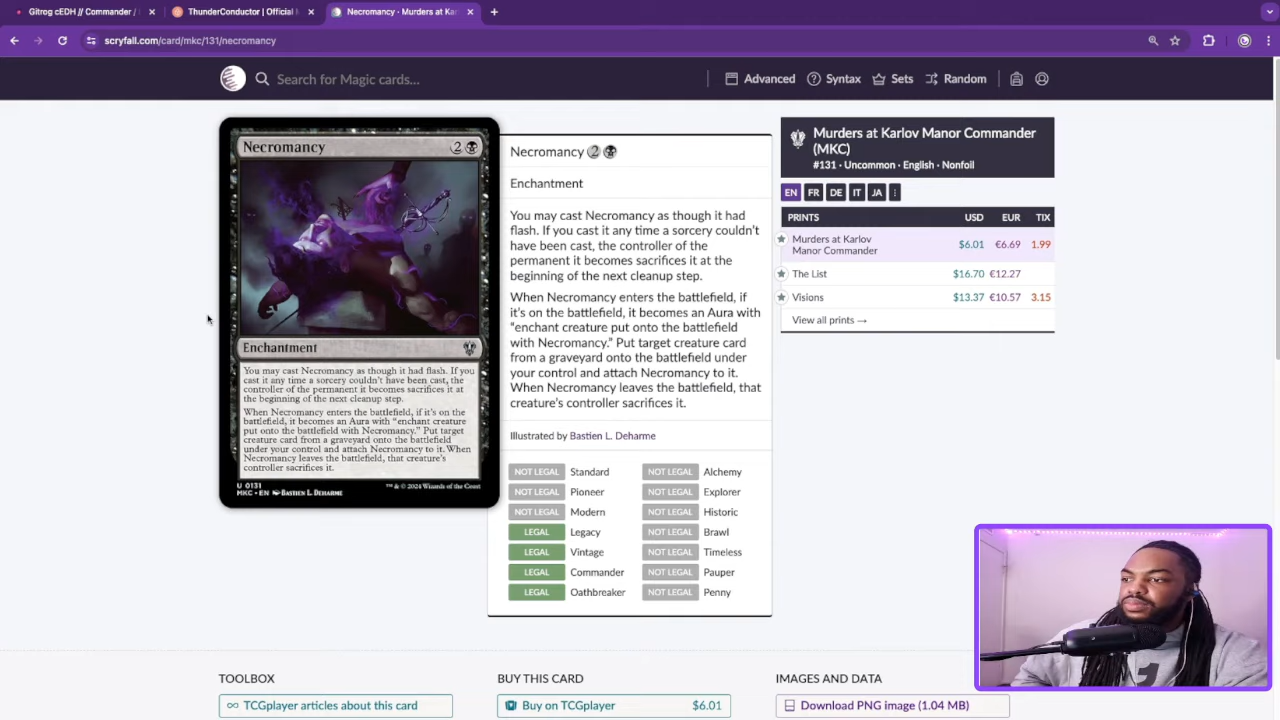 Gitrog cEDH // Commander /
ThunderConductor | Official
Necromancy · Murders at Ka
scryfall.com/card/mkc/131/necromancy
Search for Magic cards…
Advanced
Syntax
Sets
Random
Necromancy 2
Enchantment
You may cast Necromancy as though it had flash. If you
cast it any time a sorcery couldn't have been cast, the
controller of the permanent it becomes sacrifices it at
the beginning of the next cleanup step.
When Necromancy enters the battlefield, if it's on the
battlefield, it becomes an Aura with "enchant creature
put onto the battlefield with Necromancy." Put target
creature card from a graveyard onto the battlefield
under your control and attach Necromancy to it. When
Necromancy leaves the battlefield, that creature's
controller sacrifices it.
U 0131
MKC • EN Bastien L. Deharme
™ & © 2024 Wizards of the Coast
Necromancy 2
Enchantment
You may cast Necromancy as though it had
flash. If you cast it any time a sorcery couldn't
have been cast, the controller of the
permanent it becomes sacrifices it at the
beginning of the next cleanup step.
When Necromancy enters the battlefield, if
it's on the battlefield, it becomes an Aura with
"enchant creature put onto the battlefield
with Necromancy." Put target creature card
from a graveyard onto the battlefield under
your control and attach Necromancy to it.
When Necromancy leaves the battlefield, that
creature's controller sacrifices it.
Illustrated by Bastien L. Deharme
NOT LEGAL Standard NOT LEGAL Alchemy
NOT LEGAL Pioneer NOT LEGAL Explorer
NOT LEGAL Modern NOT LEGAL Historic
LEGAL Legacy NOT LEGAL Brawl
LEGAL Vintage NOT LEGAL Timeless
LEGAL Commander NOT LEGAL Pauper
LEGAL Oathbreaker NOT LEGAL Penny
Murders at Karlov Manor Commander
(MKC)
#131 · Uncommon · English · Nonfoil
EN FR DE IT JA
PRINTS USD EUR TIX
Murders at Karlov
Manor Commander $6.01 €6.69 1.99
The List $16.70 €12.27
Visions $13.37 €10.57 3.15
View all prints →
TOOLBOX
TCGplayer articles about this card
BUY THIS CARD
Buy on TCGplayer $6.01
IMAGES AND DATA
Download PNG image (1.04 MB)